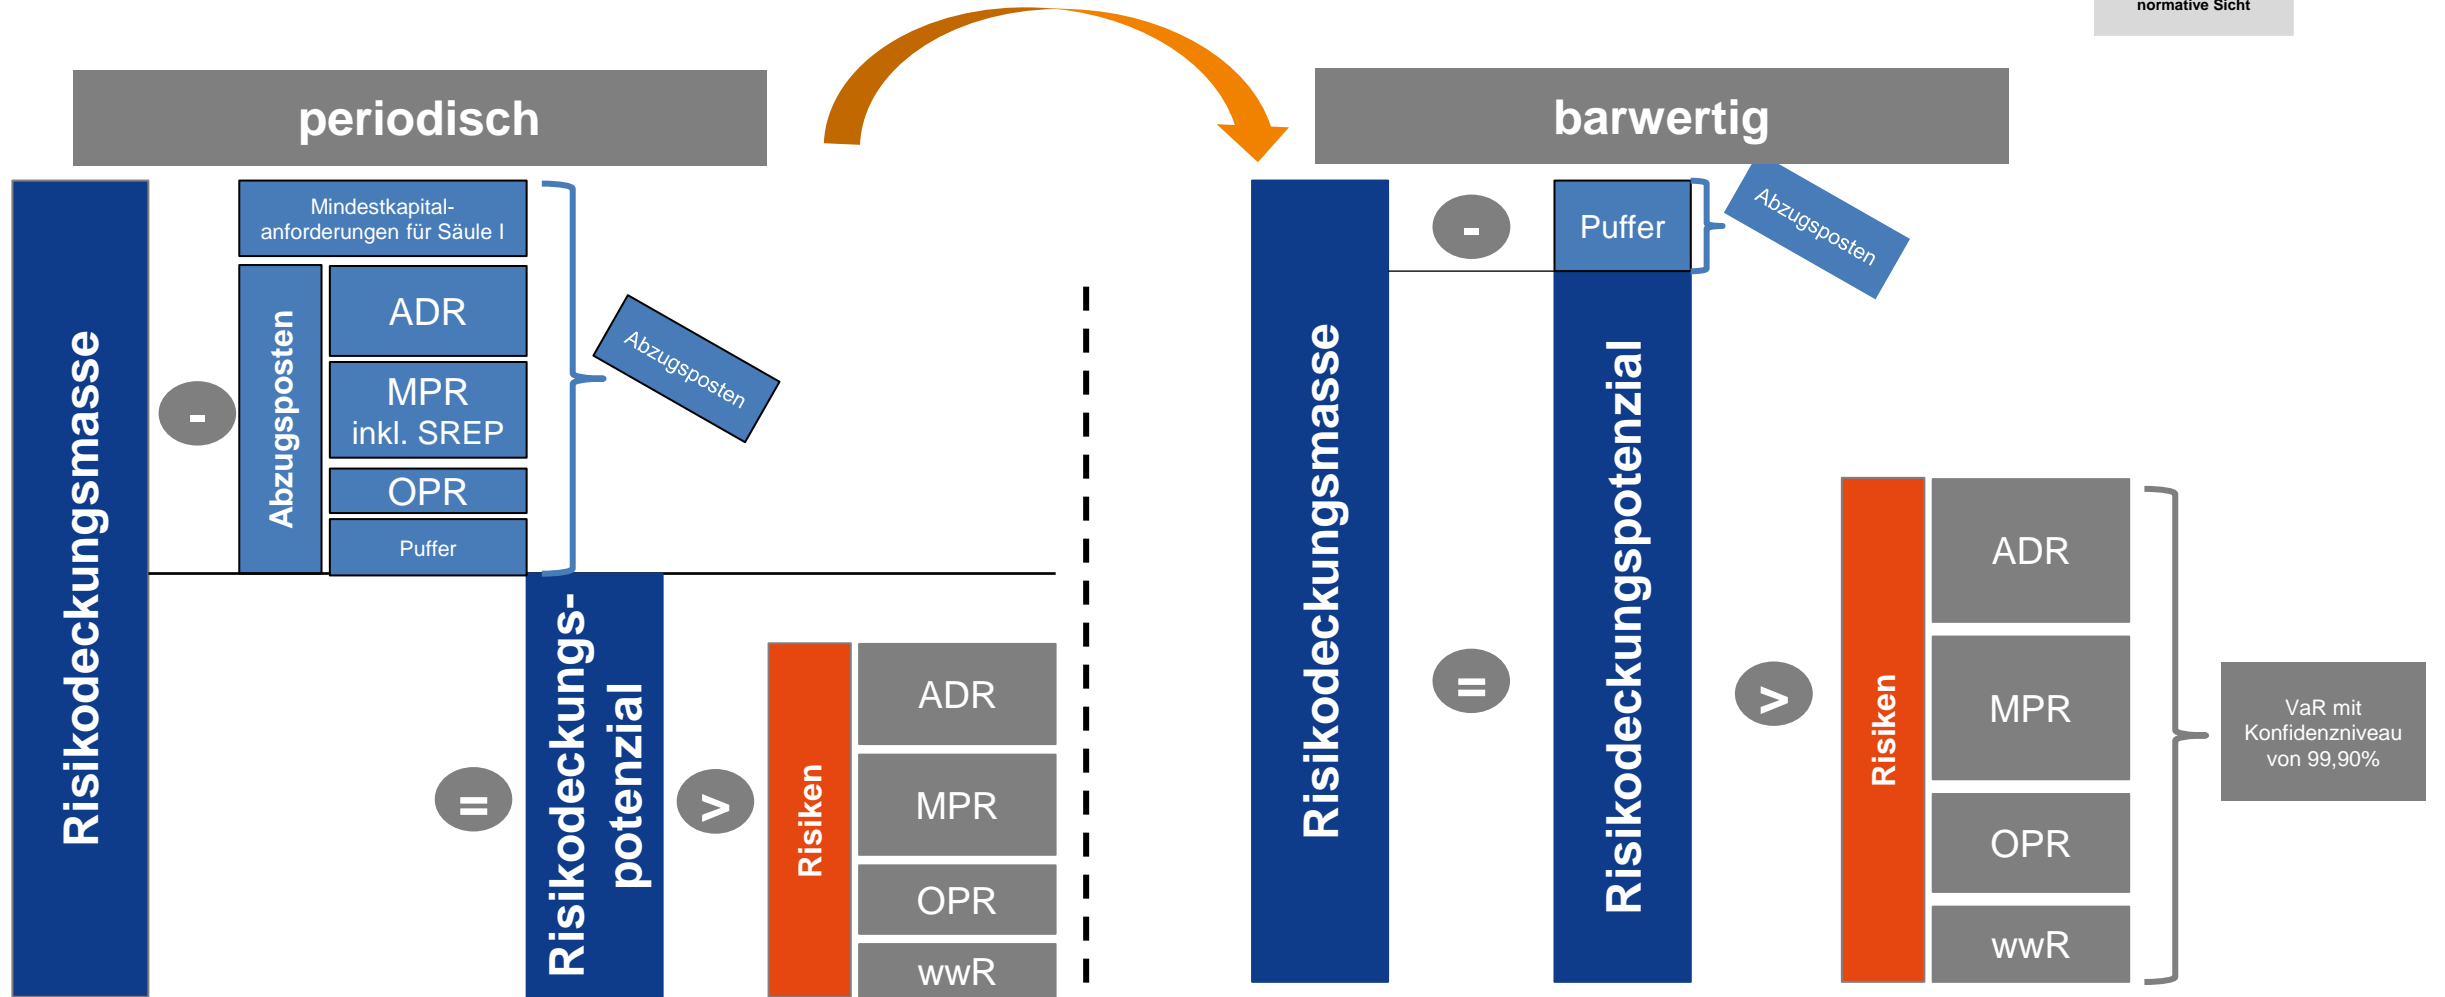 normative Sicht
periodisch
Risikodeckungsmasse
-
Mindestkapital-
anforderungen für Säule I
Abzugsposten
ADR
MPR
inkl. SREP
OPR
Puffer
Abzugsposten
=
Risikodeckungs-
potenzial
>
Risiken
ADR
MPR
OPR
wwR
barwertig
Risikodeckungsmasse
-
Puffer
Abzugsposten
=
Risikodeckungspotenzial
>
Risiken
ADR
MPR
OPR
wwR
VaR mit
Konfidenzniveau
von 99,90%